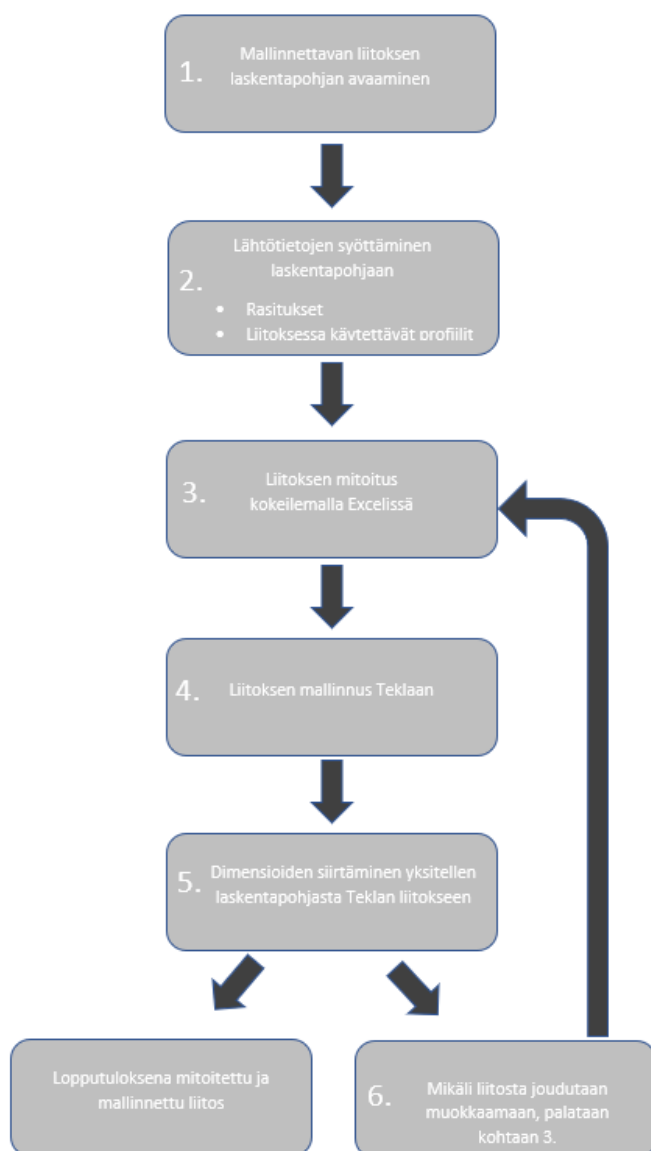 1. Mallinnettavan liitoksen
laskentapohjan avaaminen
2. Lähtötietojen syöttäminen
laskentapohjaan
• Rasitukset
• Liitoksessa käytettävät profiilit
3. Liitoksen mitoitus
kokeilemalla Excelissä
4. Liitoksen mallinnus Teklaan
5. Dimensioiden siirtäminen yksitellen
laskentapohjasta Teklan liitokseen
Lopputuloksena mitoitettu ja
mallinnettu liitos
6. Mikäli liitosta joudutaan
muokkaamaan, palataan
kohtaan 3.